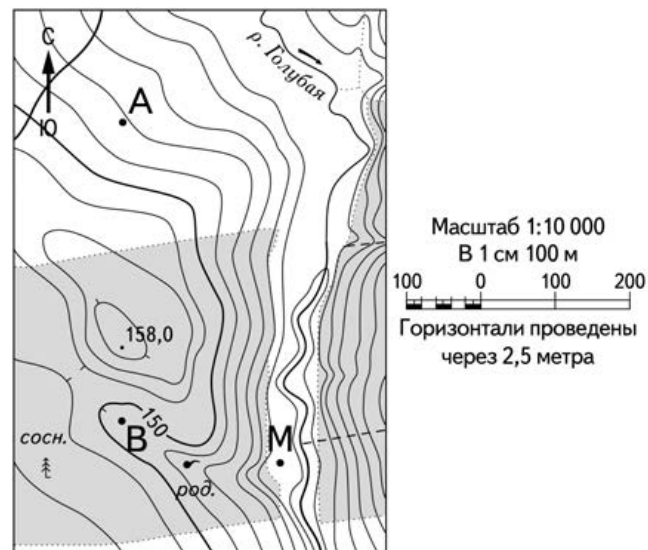 С
Ю
А
р. Голубая
158,0
150
В
сосн.
род.
М
Масштаб 1:10 000
В 1 см 100 м
100 0 100 200
Горизонтали проведены
через 2,5 метра